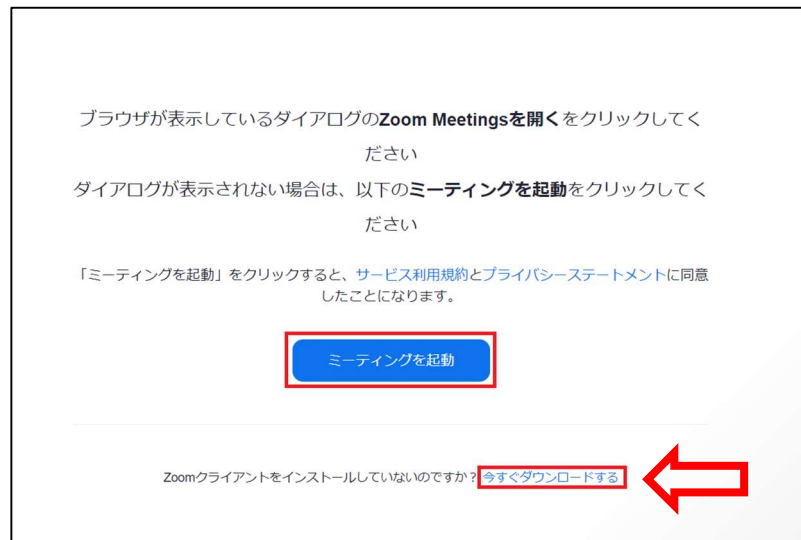 ブラウザが表示しているダイアログのZoom Meetingsを開くをクリックしてく
ださい
ダイアログが表示されない場合は、以下のミーティングを起動をクリックしてく
ださい
「ミーティングを起動」をクリックすると、サービス利用規約とプライバシーステートメントに同意
したことになります。
ミーティングを起動
Zoomクライアントをインストールしていないのですか？今すぐダウンロードする